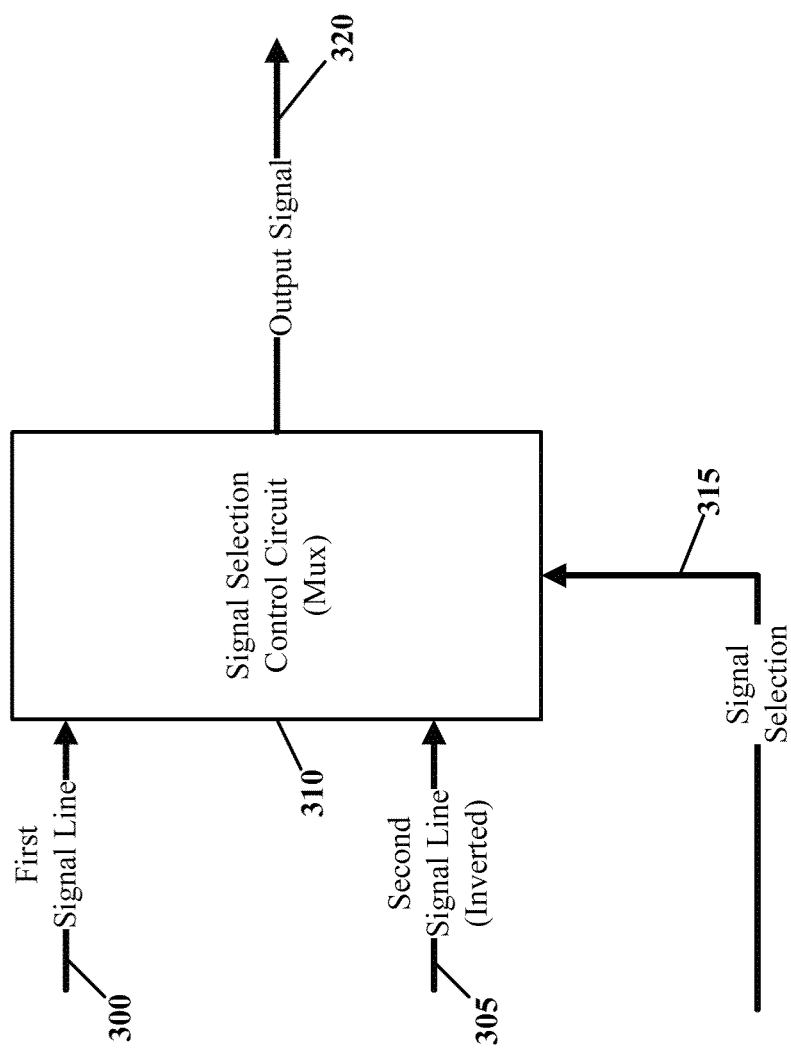 First
Signal Line
300
Second
Signal Line
(Inverted)
305
310
Signal Selection
Control Circuit
(Mux)
Output Signal
320
315
Signal
Selection